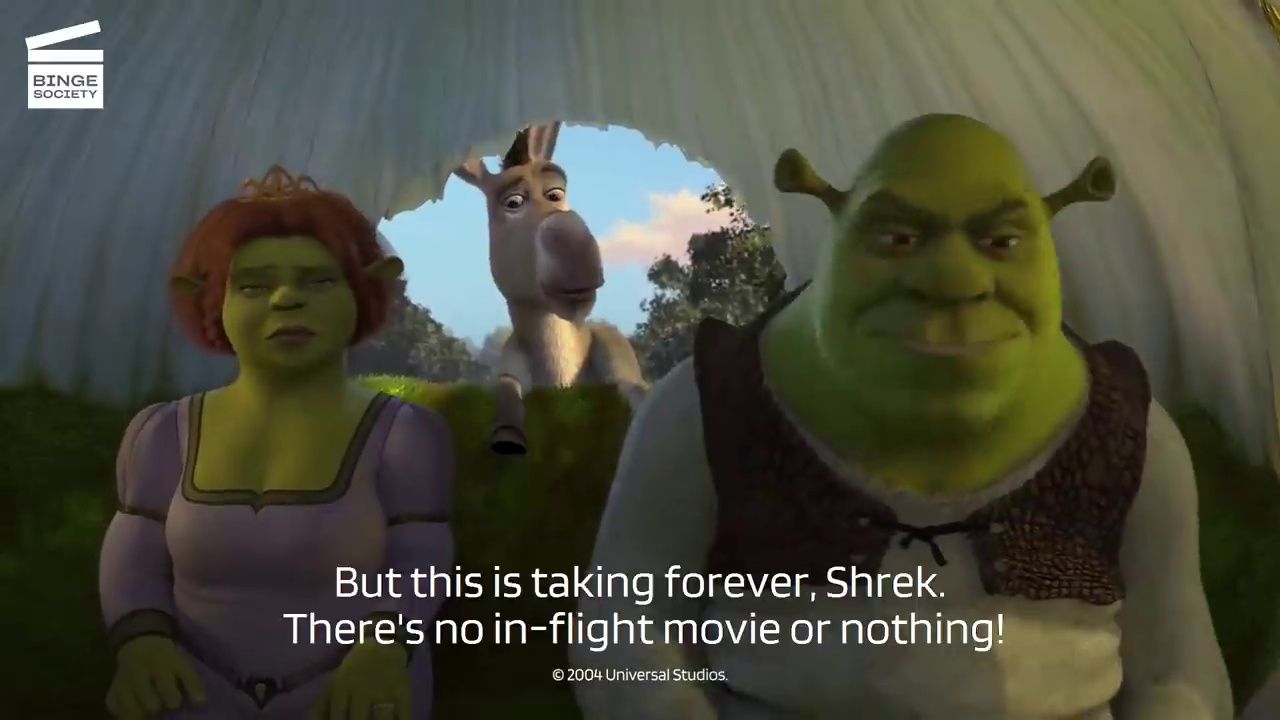 BINGE
SOCIETY
But this is taking forever, Shrek.
There's no in-flight movie or nothing!
© 2004 Universal Studios.